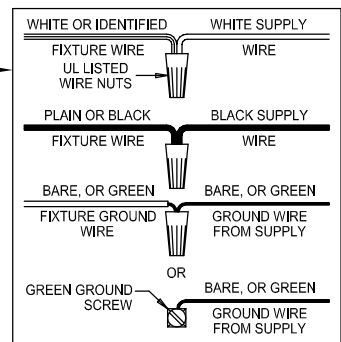 WHITE OR IDENTIFIED WHITE SUPPLY
FIXTURE WIRE WIRE
UL LISTED
WIRE NUTS
PLAIN OR BLACK BLACK SUPPLY
FIXTURE WIRE WIRE
BARE, OR GREEN BARE, OR GREEN
FIXTURE GROUND GROUND WIRE
WIRE FROM SUPPLY
OR
GREEN GROUND BARE, OR GREEN
SCREW GROUND WIRE
FROM SUPPLY